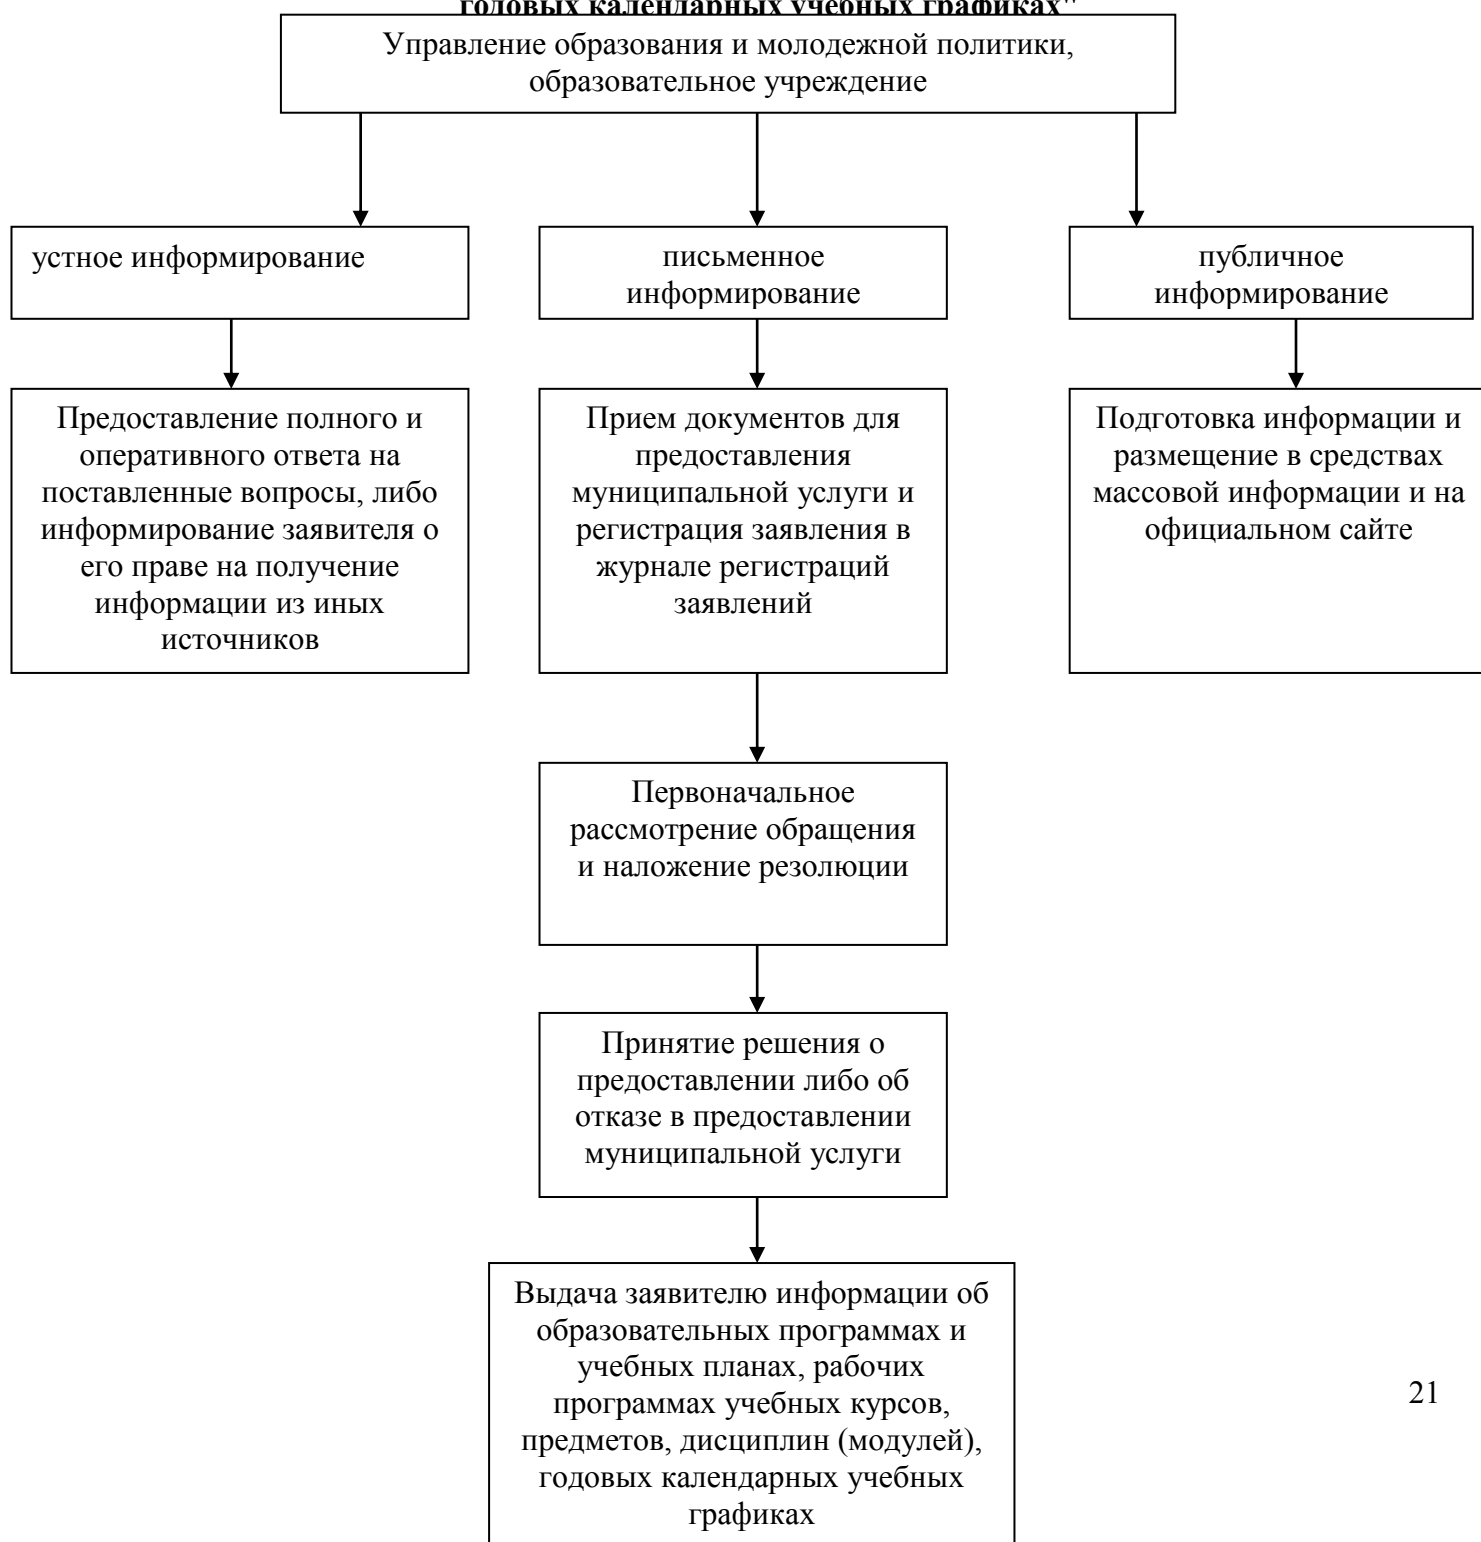 годовых календарных учебных графиках"
Управление образования и молодежной политики,
образовательное учреждение
устное информирование
письменное
информирование
публичное
информирование
Предоставление полного и
оперативного ответа на
поставленные вопросы, либо
информирование заявителя о
его праве на получение
информации из иных
источников
Прием документов для
предоставления
муниципальной услуги и
регистрация заявления в
журнале регистраций
заявлений
Подготовка информации и
размещение в средствах
массовой информации и на
официальном сайте
Первоначальное
рассмотрение обращения
и наложение резолюции
Принятие решения о
предоставлении либо об
отказе в предоставлении
муниципальной услуги
Выдача заявителю информации об
образовательных программах и
учебных планах, рабочих
программах учебных курсов,
предметов, дисциплин (модулей),
годовых календарных учебных
графиках
21